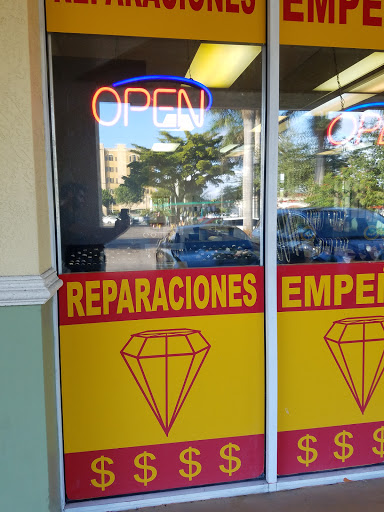 REPARACIONES EMPE
OPEN
REPARACIONES EMPE
$ $ $ $ $ $ $